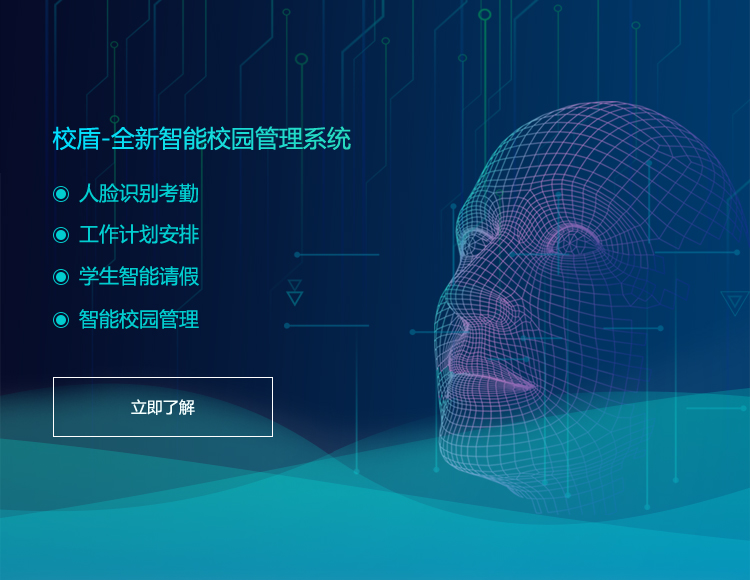 校盾-全新智能校园管理系统
人脸识别考勤
工作计划安排
学生智能请假
智能校园管理
立即了解